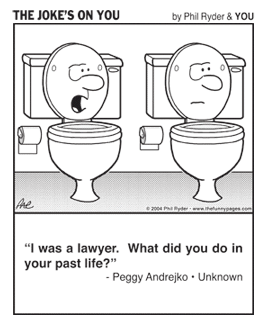 THE JOKE'S ON YOU
by Phil Ryder & YOU
© 2004 Phil Ryder - www.thefunnypages.com
"I was a lawyer. What did you do in
your past life?"
- Peggy Andrejko • Unknown